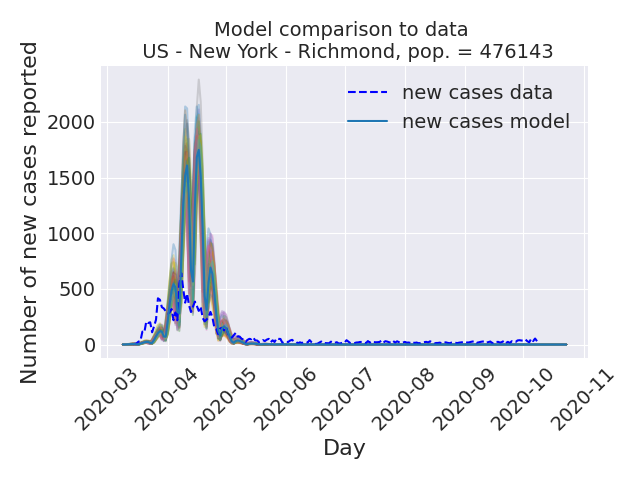 Model comparison to data
US - New York - Richmond, pop. = 476143
Number of new cases reported
2000
1500
1000
500
0
new cases data
new cases model
2020-03
2020-04
2020-05
2020-06
2020-07
2020-08
2020-09
2020-10
2020-11
Day